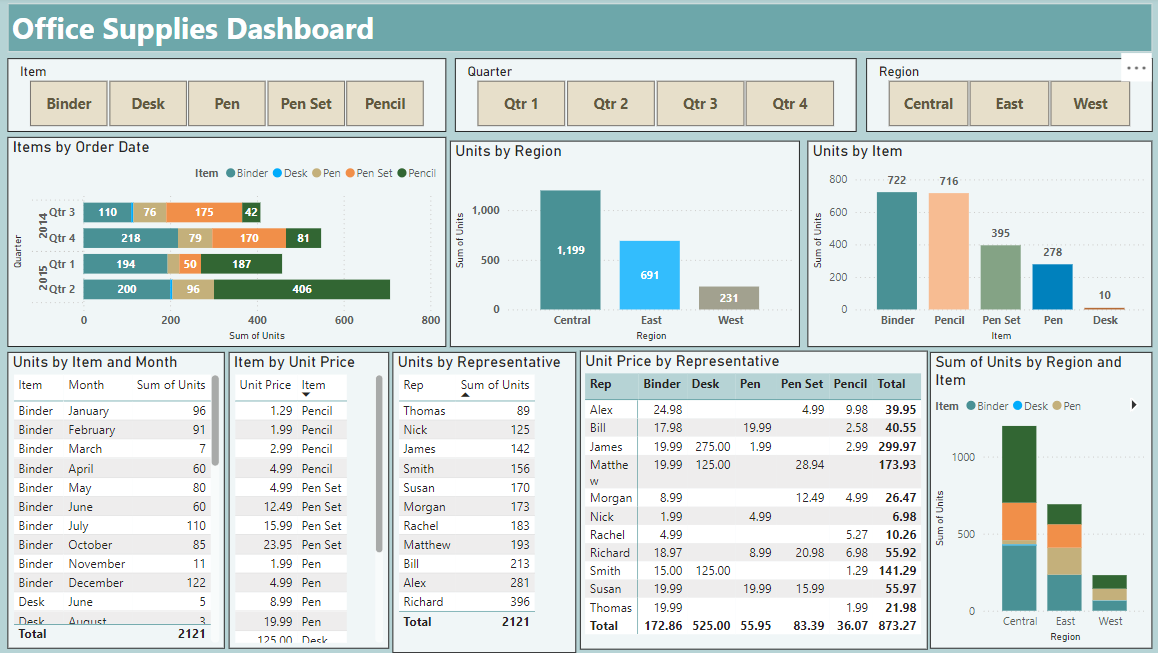 Office Supplies Dashboard
Item
Binder Desk Pen Pen Set Pencil
Quarter
Qtr 1 Qtr 2 Qtr 3 Qtr 4
Region
Central East West
Items by Order Date
Item Binder Desk Pen Pen Set Pencil
Quarter
2014
Qtr 3 110 76 175 42
Qtr 4 218 79 170 81
2015
Qtr 1 194 50 187
Qtr 2 200 96 406
0 200 400 600 800
Sum of Units
Units by Region
Sum of Units
1,000
500
0
1,199 691 231
Central East West
Region
Units by Item
Sum of Units
800
600
400
200
0
722 716 395 278 10
Binder Pencil Pen Set Pen Desk
Item
Units by Item and Month
Item Month Sum of Units
Binder January 96
Binder February 91
Binder March 7
Binder April 60
Binder May 80
Binder June 60
Binder July 110
Binder October 85
Binder November 11
Binder December 122
Desk June 5
Desk August 3
Total 2121
Item by Unit Price
Unit Price Item
1.29 Pencil
1.99 Pencil
2.99 Pencil
4.99 Pencil
4.99 Pen Set
12.49 Pen Set
15.99 Pen Set
23.95 Pen Set
1.99 Pen
4.99 Pen
8.99 Pen
19.99 Pen
125.00 Desk
Units by Representative
Rep Sum of Units
Thomas 89
Nick 125
James 142
Smith 156
Susan 170
Morgan 173
Rachel 183
Matthew 193
Bill 213
Alex 281
Richard 396
Total 2121
Unit Price by Representative
Rep Binder Desk Pen Pen Set Pencil Total
Alex 24.98 4.99 9.98 39.95
Bill 17.98 19.99 2.58 40.55
James 19.99 275.00 1.99 2.99 299.97
Matthe 19.99 125.00 28.94 173.93
w
Morgan 8.99 12.49 4.99 26.47
Nick 1.99 4.99 6.98
Rachel 4.99 5.27 10.26
Richard 18.97 8.99 20.98 6.98 55.92
Smith 15.00 125.00 1.29 141.29
Susan 19.99 19.99 15.99 55.97
Thomas 19.99 1.99 21.98
Total 172.86 525.00 55.95 83.39 36.07 873.27
Sum of Units by Region and
Item
Item Binder Desk Pen
Sum of Units
1000
500
0
Central East West
Region